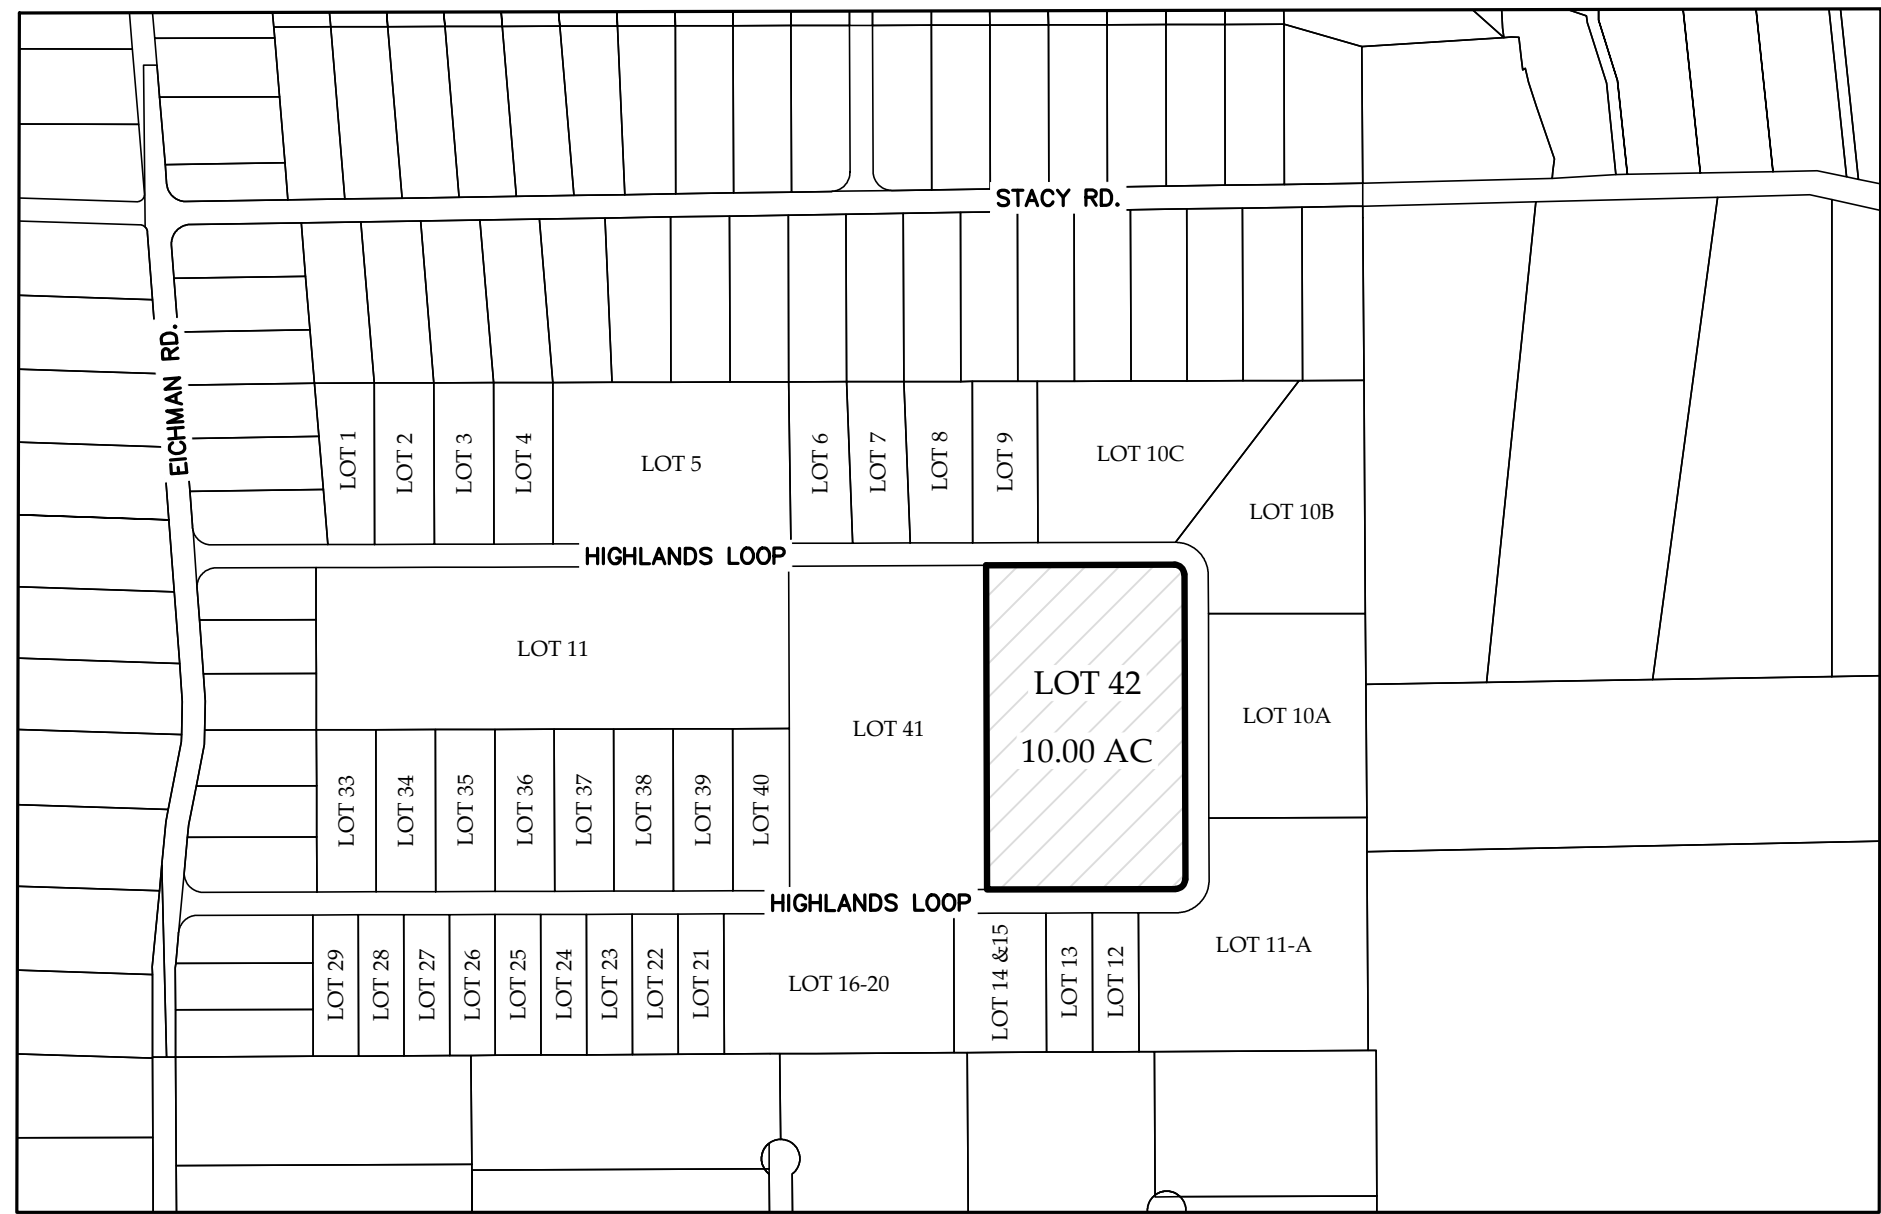 STACY RD.
EICHMAN RD.
LOT 1
LOT 2
LOT 3
LOT 4
LOT 5
LOT 6
LOT 7
LOT 8
LOT 9
LOT 10C
LOT 10B
HIGHLANDS LOOP
LOT 11
LOT 41
LOT 42
10.00 AC
LOT 10A
LOT 33
LOT 34
LOT 35
LOT 36
LOT 37
LOT 38
LOT 39
LOT 40
HIGHLANDS LOOP
LOT 29
LOT 28
LOT 27
LOT 26
LOT 25
LOT 24
LOT 23
LOT 22
LOT 21
LOT 16-20
LOT 14 &15
LOT 13
LOT 12
LOT 11-A